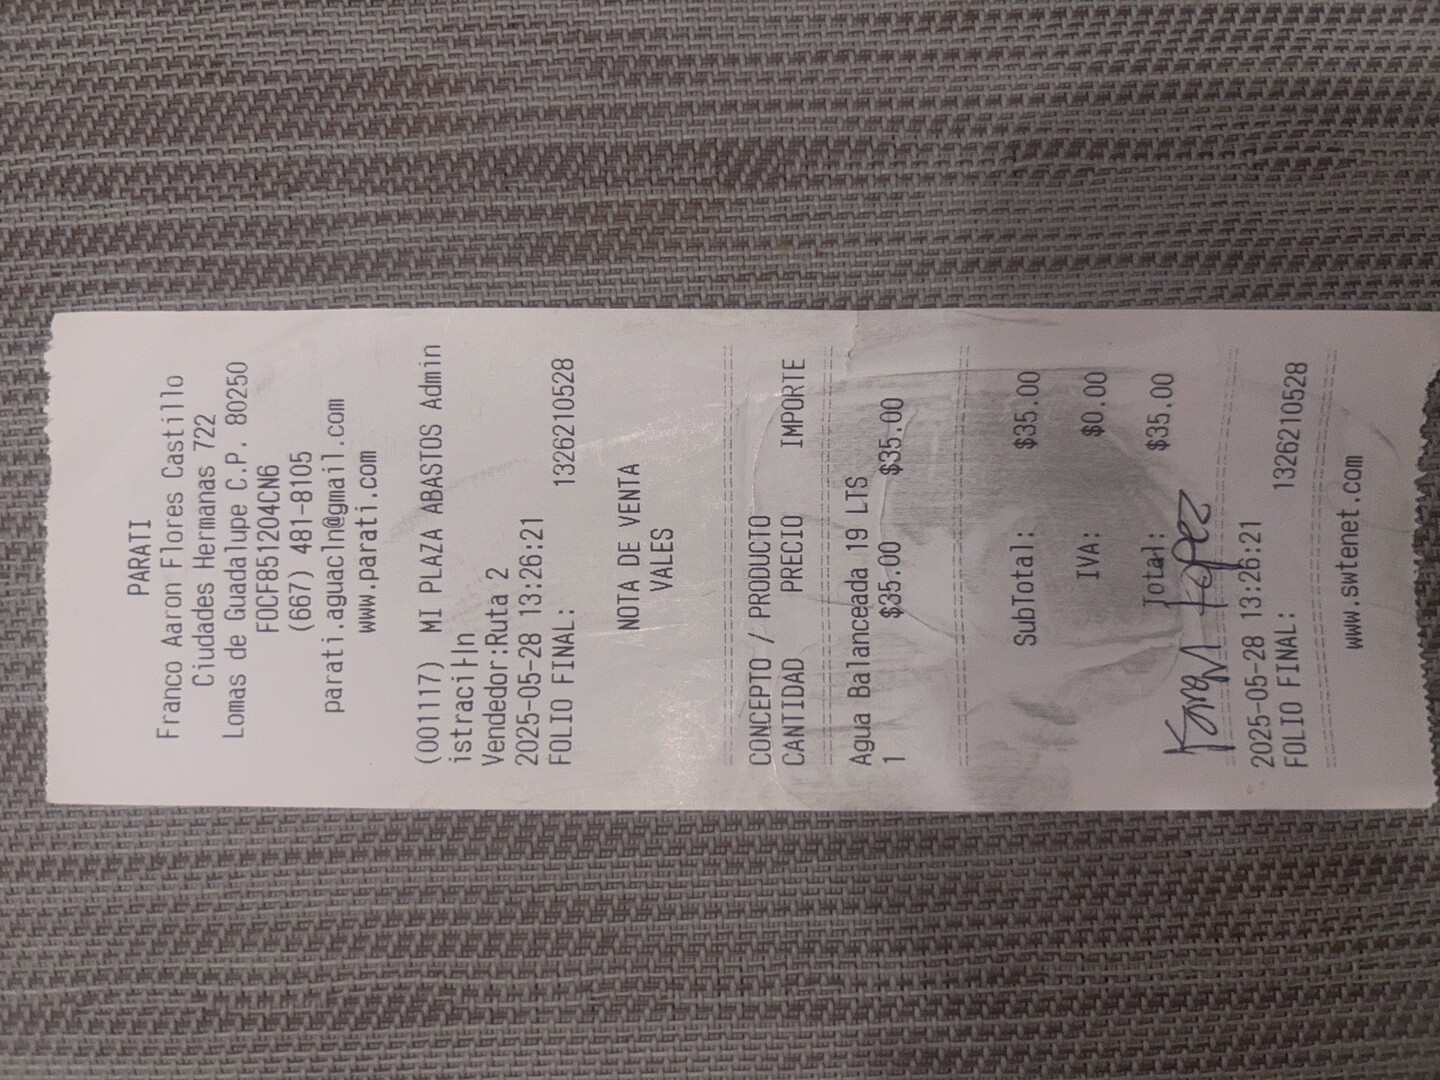 PARATI
Franco Aaron Flores Castillo
Ciudades Hermanas 722
Lomas de Guadalupe C.P. 80250
FOCF851204CN6
(667) 481-8105
parati.aguacln@gmail.com
www.parati.com
(001117) MI PLAZA ABASTOS Admin
istraci┤n
Vendedor:Ruta 2
2025-05-28 13:26:21
FOLIO FINAL: 1326210528
NOTA DE VENTA
VALES
CONCEPTO / PRODUCTO
CANTIDAD PRECIO IMPORTE
Agua Balanceada 19 LTS
1 $35.00 $35.00
SubTotal: $35.00
IVA: $0.00
Total: $35.00
Karen Lopez
2025-05-28 13:26:21
FOLIO FINAL: 1326210528
www.swtenet.com